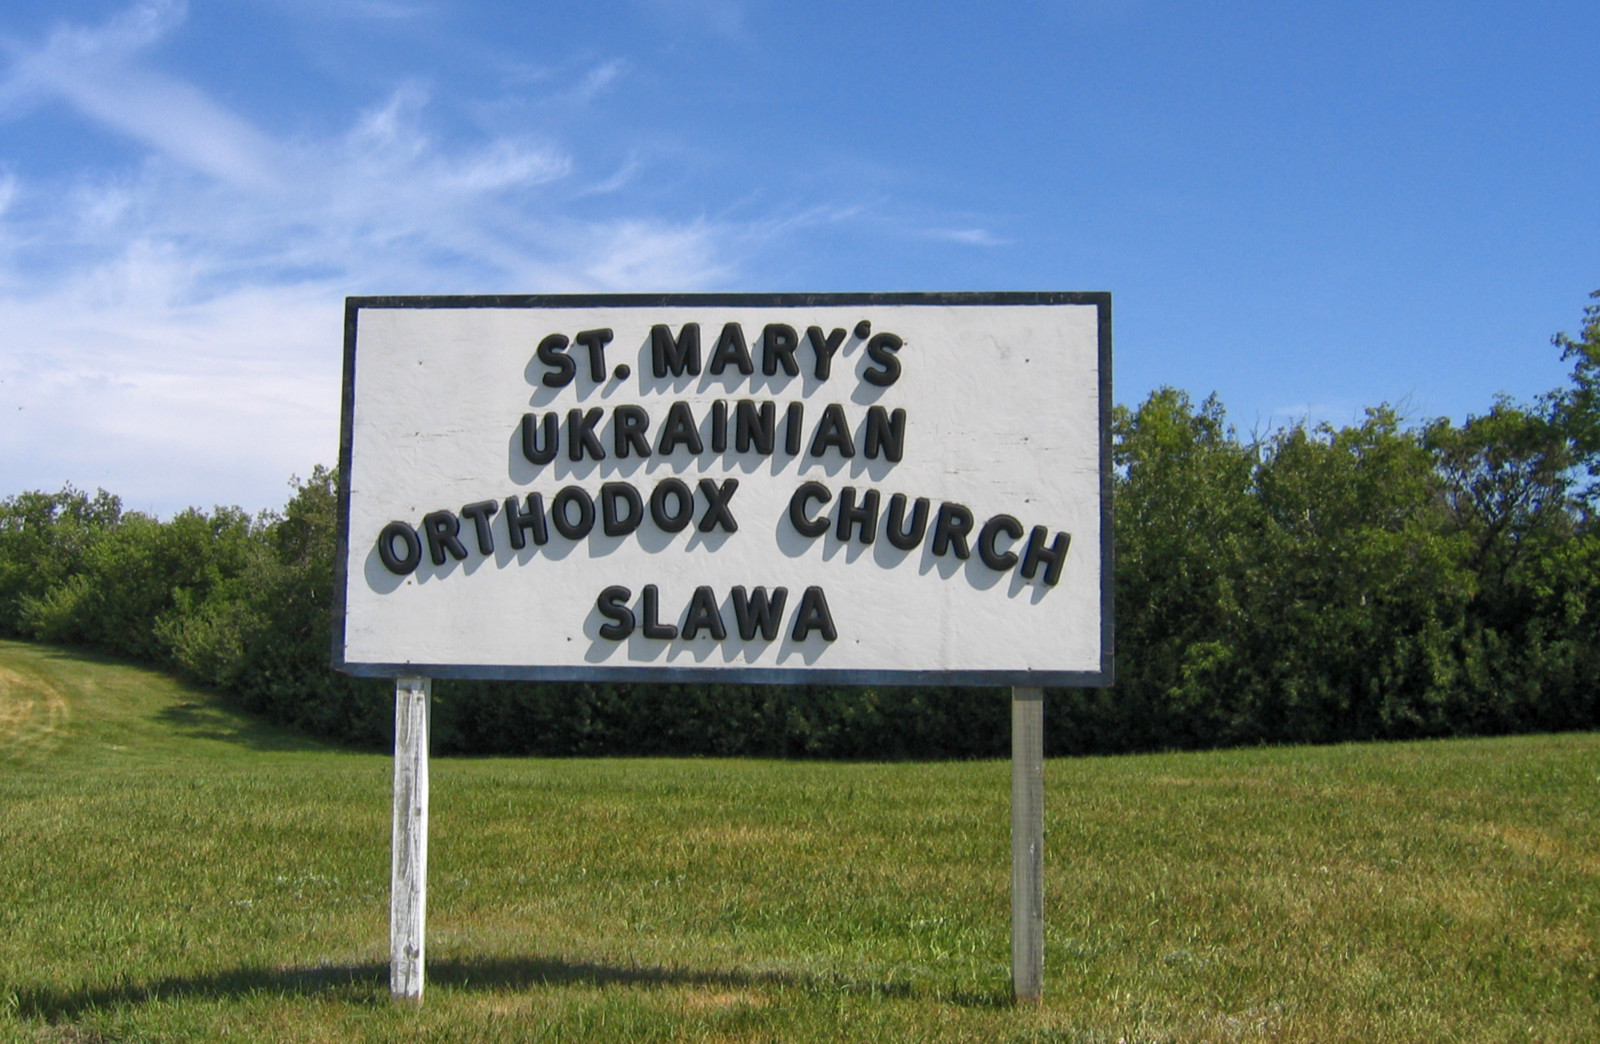 ST. MARY‘S
UKRAINIAN
ORTHODOX CHURCH
SLAWA